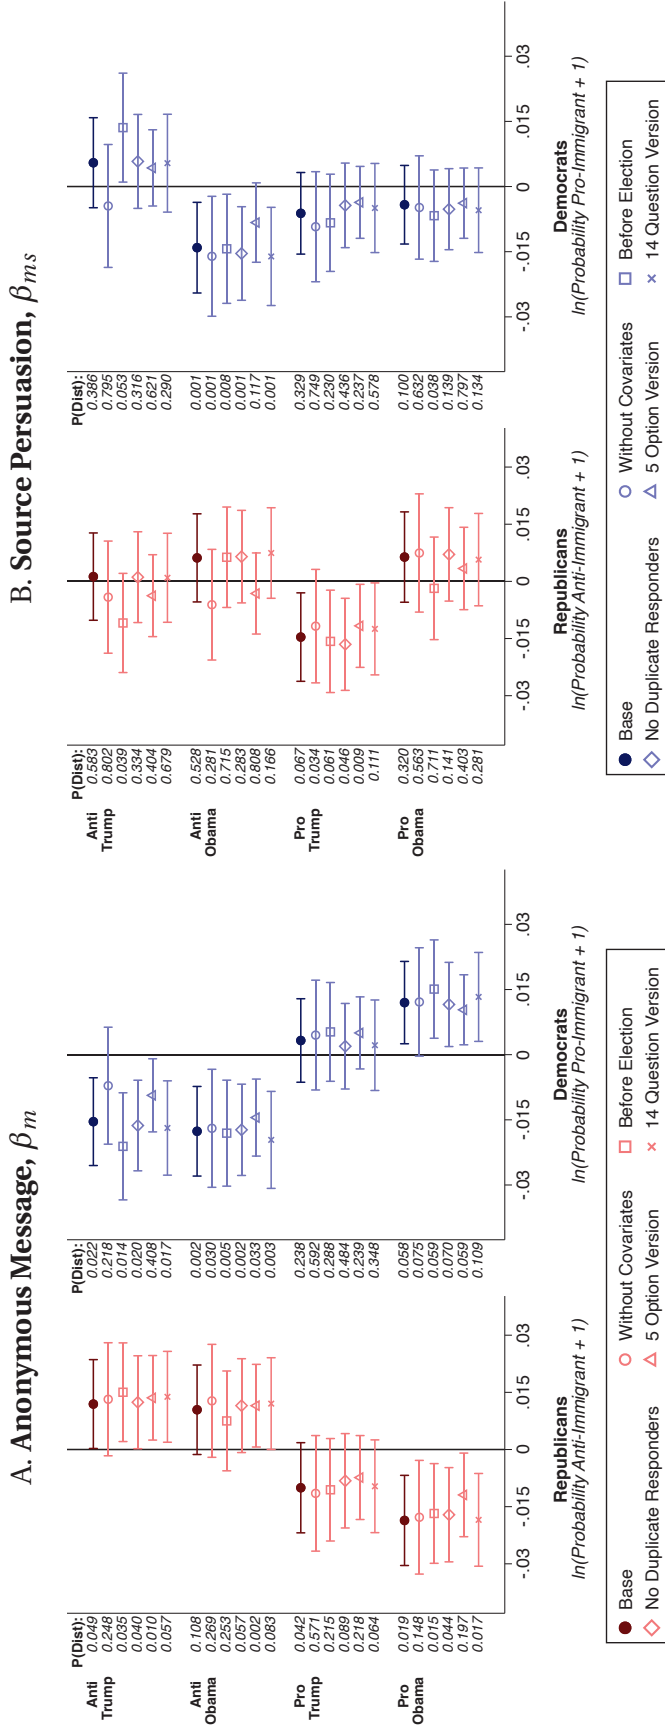 A. Anonymous Message, βm
P(Dist):
Anti
Trump
0.049
0.248
0.035
0.040
0.010
0.057
Anti
Obama
0.108
0.269
0.253
0.057
0.002
0.083
Pro
Trump
0.042
0.571
0.215
0.089
0.218
0.064
Pro
Obama
0.019
0.148
0.015
0.044
0.197
0.017
-.03 -.015 0 .015 .03
Republicans
ln(Probability Anti-Immigrant + 1)
P(Dist):
0.022
0.218
0.014
0.020
0.408
0.017
0.002
0.030
0.005
0.002
0.033
0.003
0.238
0.592
0.288
0.484
0.239
0.348
0.058
0.075
0.059
0.070
0.059
0.109
-.03 -.015 0 .015 .03
Democrats
ln(Probability Pro-Immigrant + 1)
Base Without Covariates Before Election
No Duplicate Responders 5 Option Version 14 Question Version
B. Source Persuasion, βms
P(Dist):
Anti
Trump
0.583
0.802
0.039
0.334
0.404
0.679
Anti
Obama
0.528
0.281
0.715
0.283
0.808
0.166
Pro
Trump
0.067
0.034
0.061
0.046
0.009
0.111
Pro
Obama
0.320
0.563
0.711
0.141
0.403
0.281
-.03 -.015 0 .015 .03
Republicans
ln(Probability Anti-Immigrant + 1)
P(Dist):
0.386
0.795
0.053
0.316
0.621
0.290
0.001
0.001
0.008
0.001
0.117
0.001
0.329
0.749
0.230
0.436
0.237
0.578
0.100
0.632
0.038
0.139
0.797
0.134
-.03 -.015 0 .015 .03
Democrats
ln(Probability Pro-Immigrant + 1)
Base Without Covariates Before Election
No Duplicate Responders 5 Option Version 14 Question Version